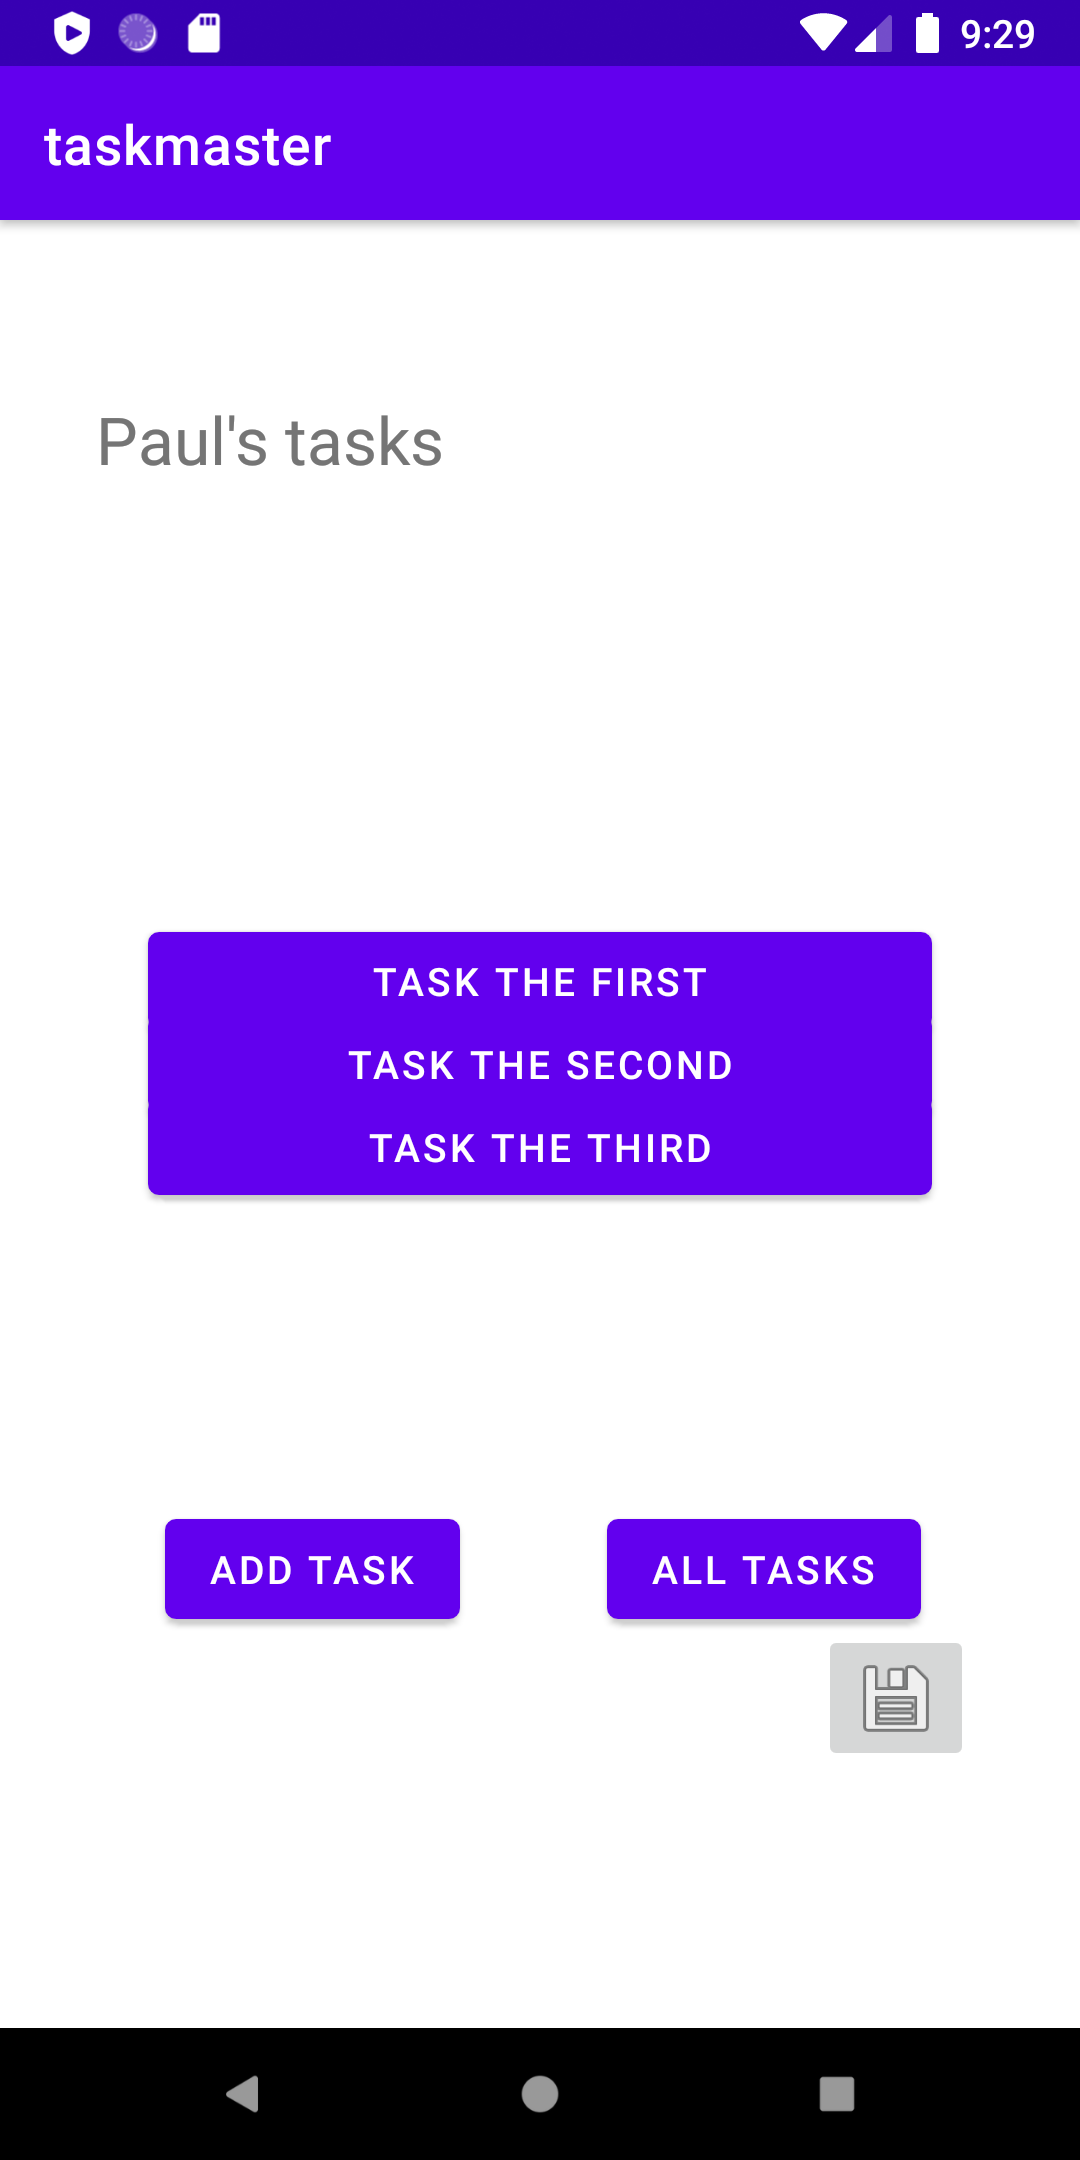 9:29
taskmaster
Paul's tasks
TASK THE FIRST
TASK THE SECOND
TASK THE THIRD
ADD TASK
ALL TASKS